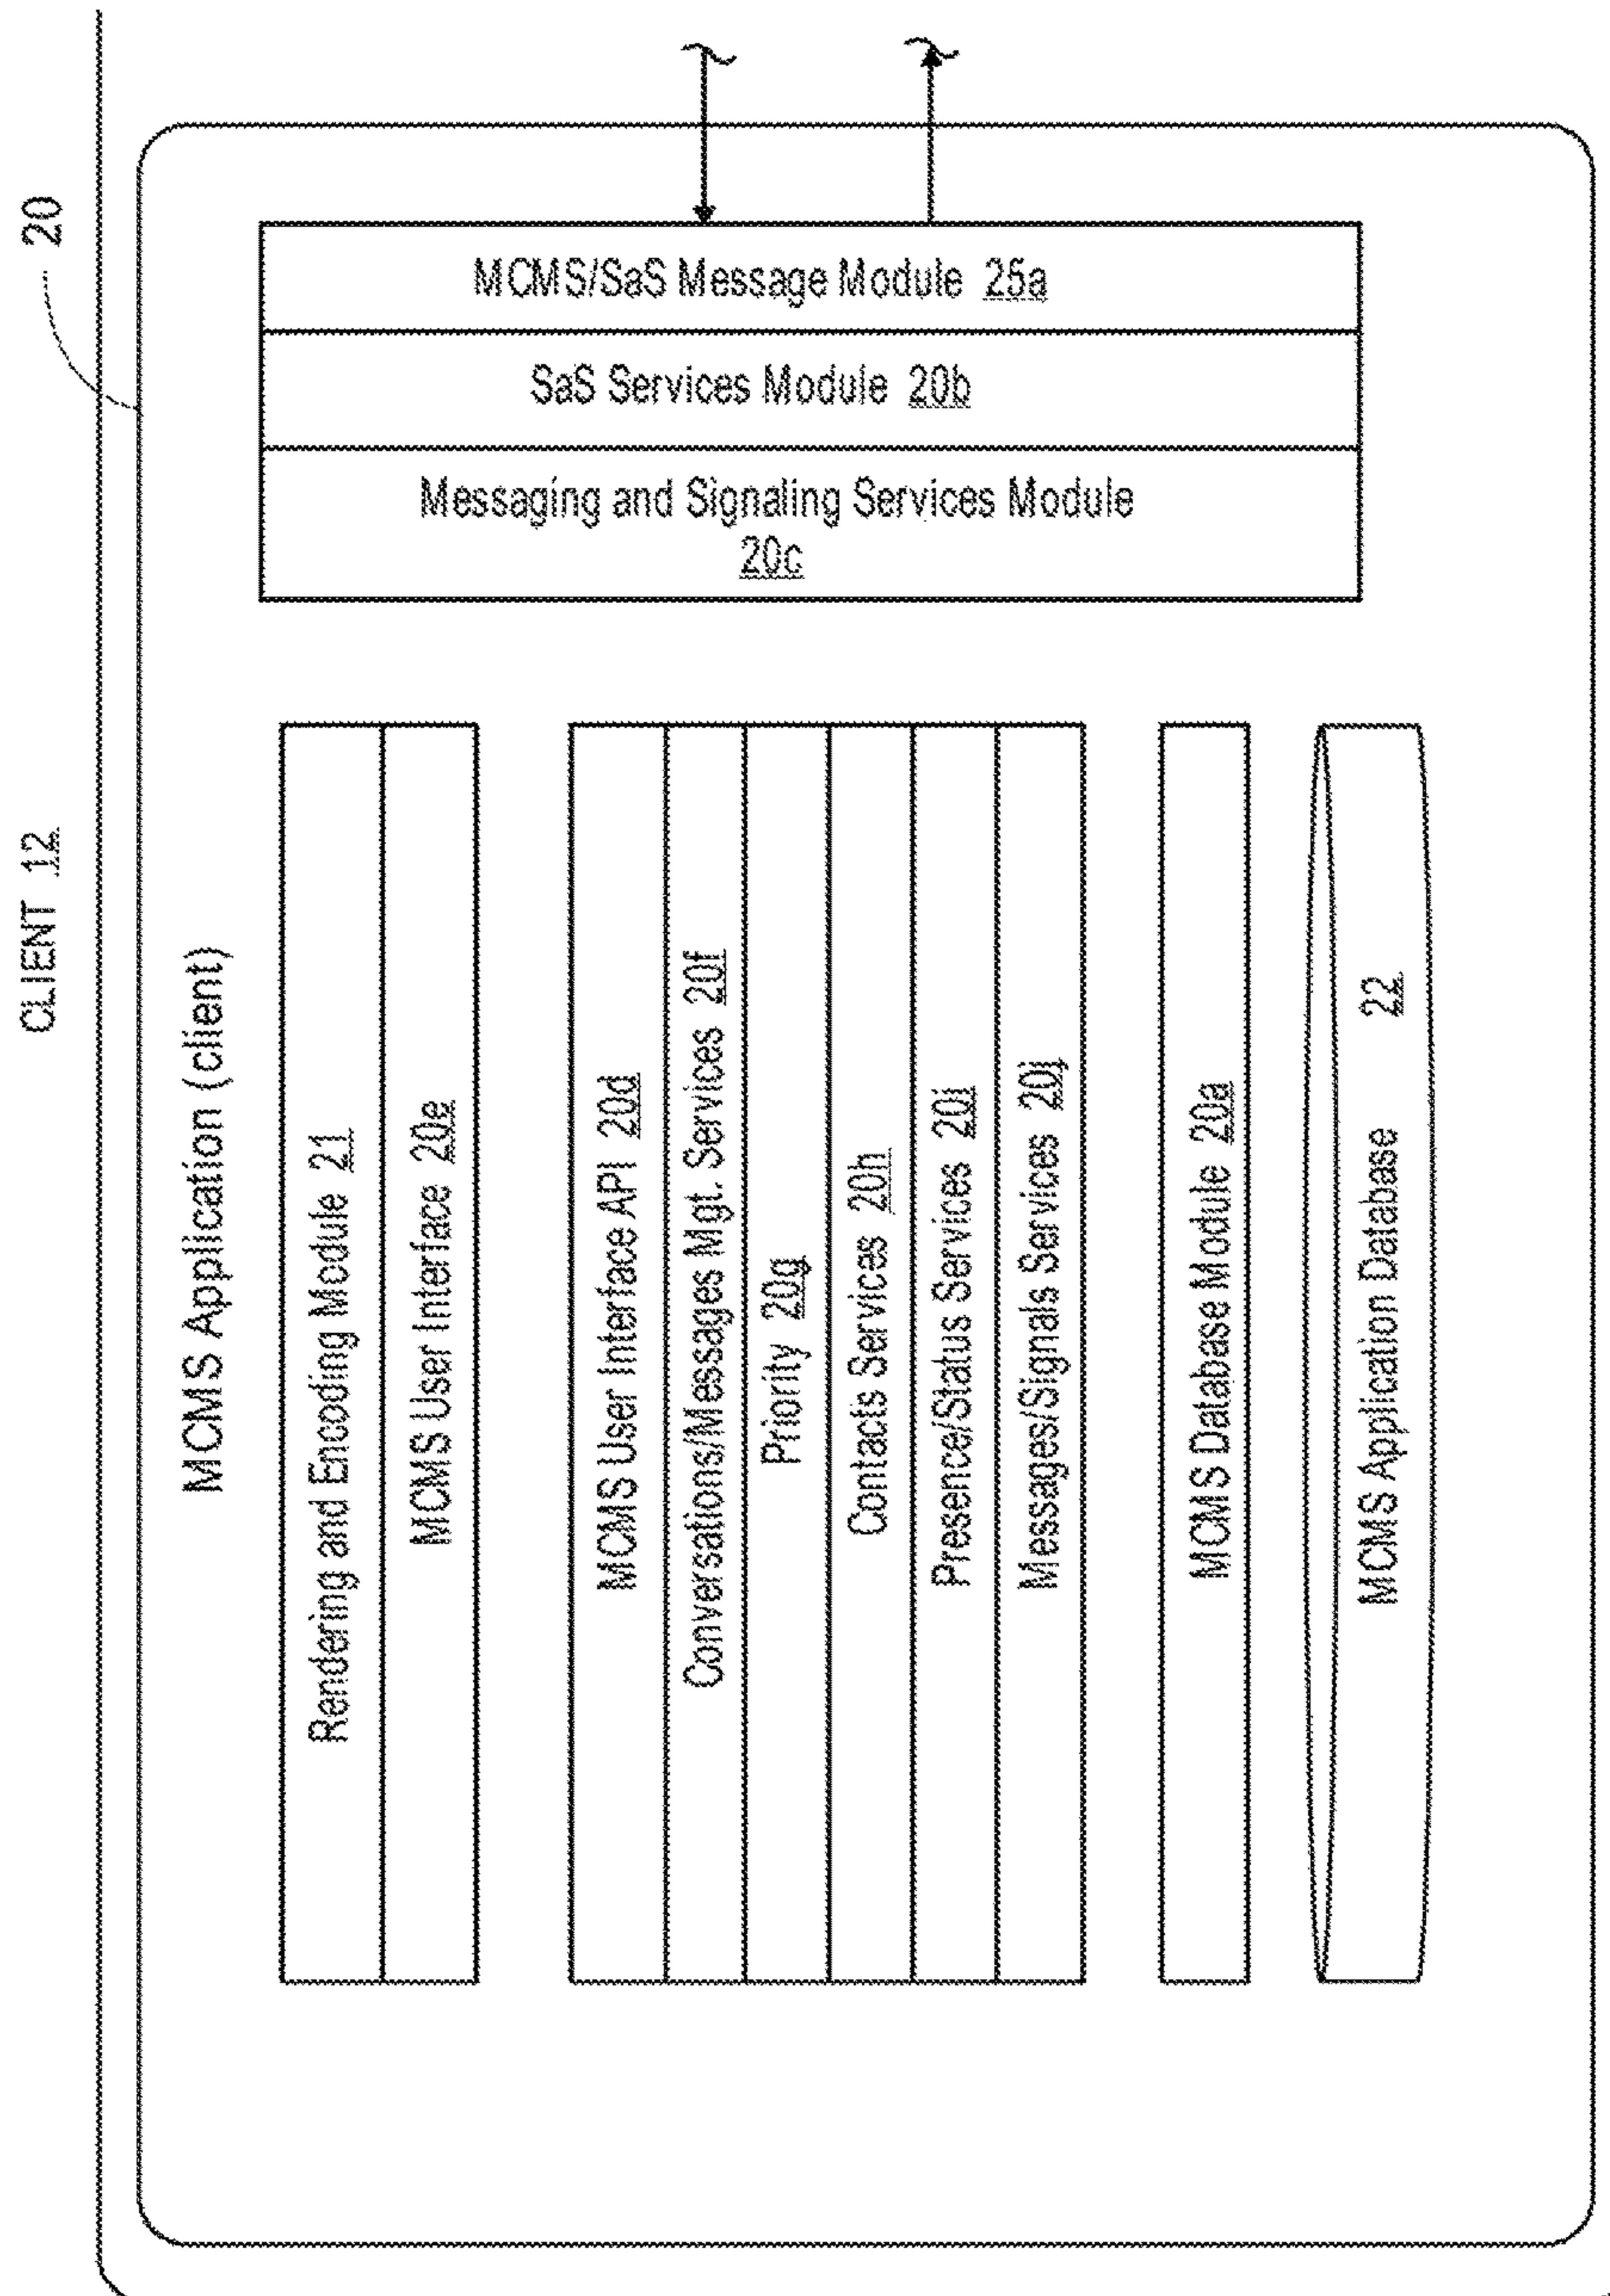 CLIENT 12
20
MCMS Application (client)
Rendering and Encoding Module 21
MCMS User Interface 20e
MCMS User Interface API 20d
Conversations/Messages Mgt. Services 20f
Priority 20g
Contacts Services 20h
Presence/Status Services 20i
Messages/Signals Services 20j
MCMS Database Module 20a
MCMS Application Database 22
MCMS/SaS Message Module 25a
SaS Services Module 20b
Messaging and Signaling Services Module
20c